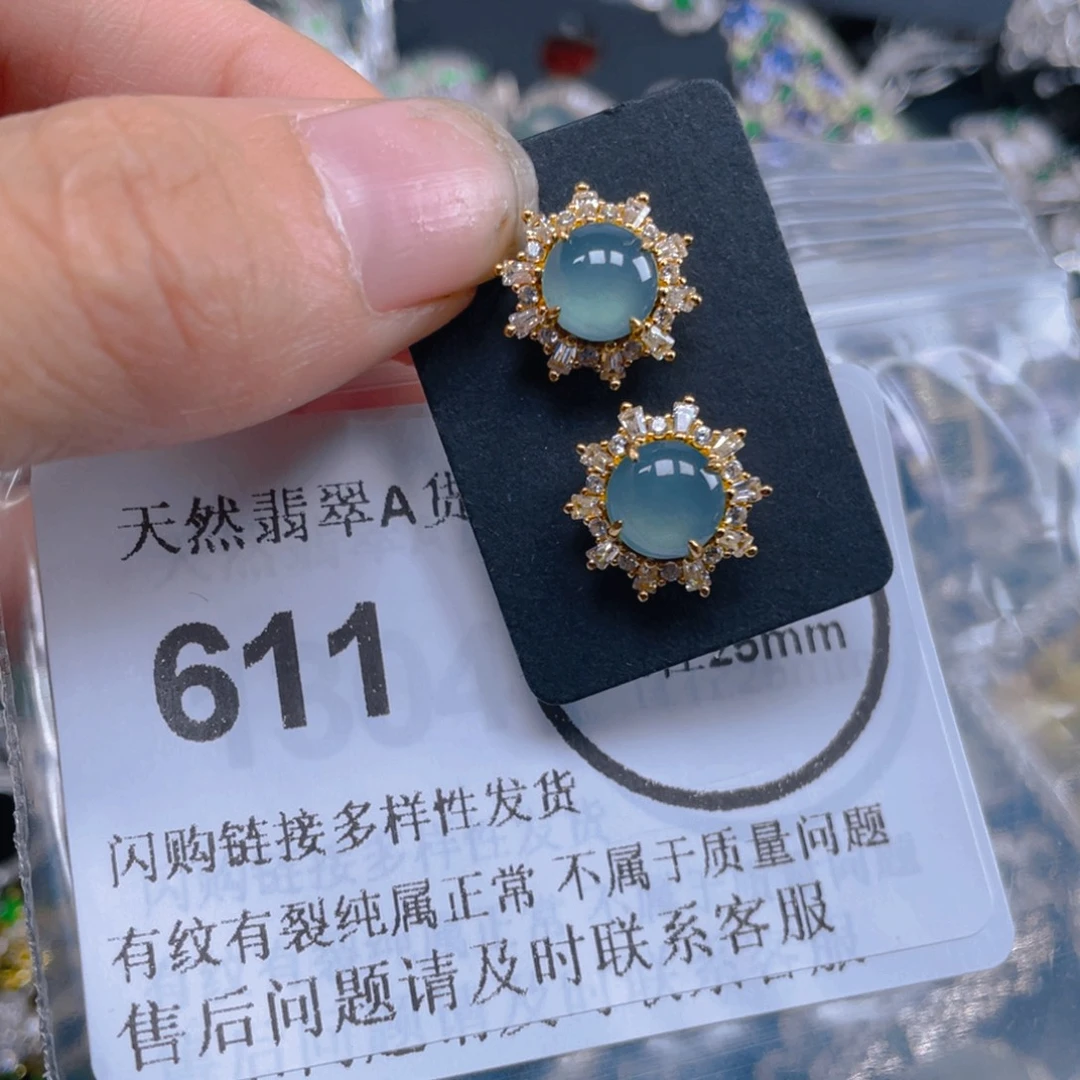 天然翡翠A货
611
25mm
闪购链接多样性发货
有纹有裂纯属正常 不属于质量问题
售后问题请及时联系客服